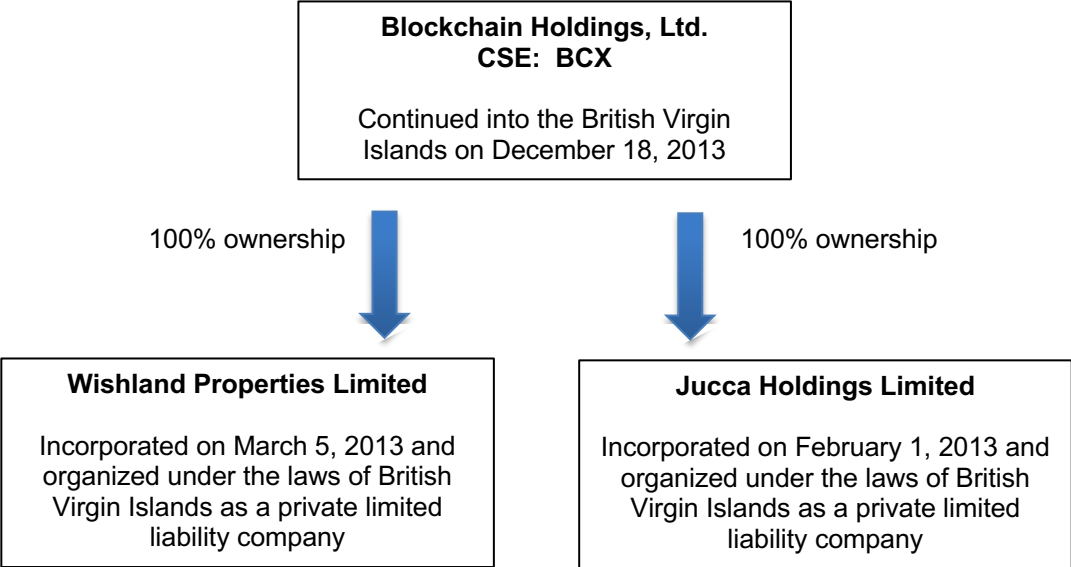 Blockchain Holdings, Ltd.
CSE:  BCX
Continued into the British Virgin
Islands on December 18, 2013
100% ownership
100% ownership
Wishland Properties Limited
Incorporated on March 5, 2013 and
organized under the laws of British
Virgin Islands as a private limited
liability company
Jucca Holdings Limited
Incorporated on February 1, 2013 and
organized under the laws of British
Virgin Islands as a private limited
liability company